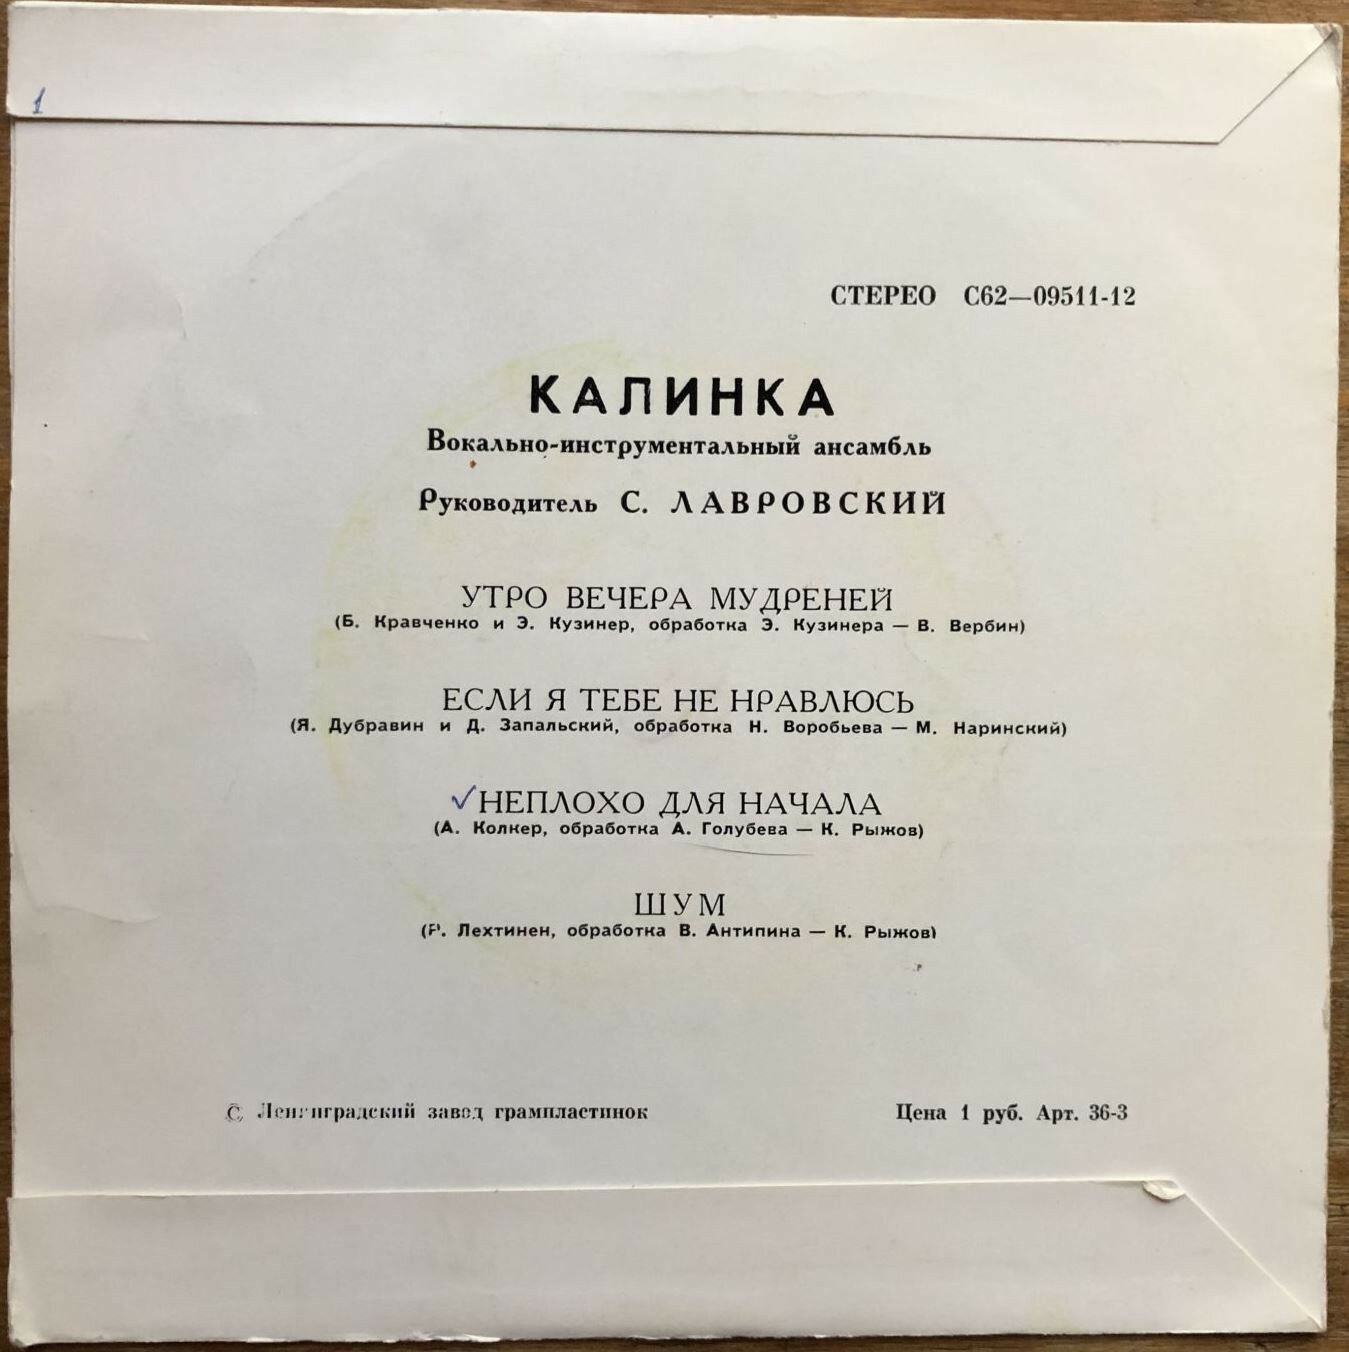 1
СТЕРЕО С62—09511-12
КАЛИНКА
Вокально-инструментальный ансамбль
Руководитель С. ЛАВРОВСКИЙ
УТРО ВЕЧЕРА МУДРЕНЕЙ
(Б. Кравченко и Э. Кузинер, обработка Э. Кузинера — В. Вербин)
ЕСЛИ Я ТЕБЕ НЕ НРАВЛЮСЬ
(Я. Дубравин и Д. Запальский, обработка Н. Воробьева — М. Наринский)
✓НЕПЛОХО ДЛЯ НАЧАЛА
(А. Колкер, обработка А. Голубева — К. Рыжов)
ШУМ
(Р. Лехтинен, обработка В. Антипина — К. Рыжов)
© Ленинградский завод грампластинок
Цена 1 руб. Арт. 36-3